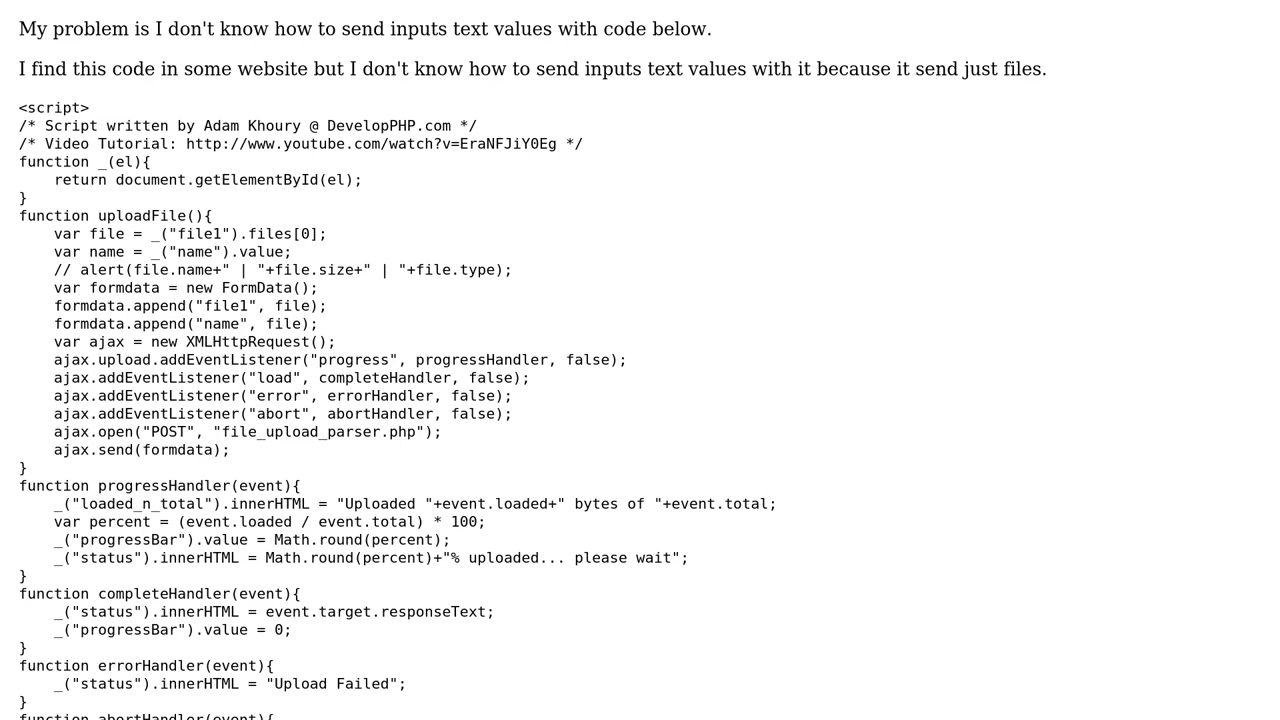 My problem is I don't know how to send inputs text values with code below.
I find this code in some website but I don't know how to send inputs text values with it because it send just files.
<script>
/* Script written by Adam Khoury @ DevelopPHP.com */
/* Video Tutorial: http://www.youtube.com/watch?v=EraNFJiY0Eg */
function _(el){
    return document.getElementById(el);
}
function uploadFile(){
    var file = _("file1").files[0];
    var name = _("name").value;
    // alert(file.name+" | "+file.size+" | "+file.type);
    var formdata = new FormData();
    formdata.append("file1", file);
    formdata.append("name", file);
    var ajax = new XMLHttpRequest();
    ajax.upload.addEventListener("progress", progressHandler, false);
    ajax.addEventListener("load", completeHandler, false);
    ajax.addEventListener("error", errorHandler, false);
    ajax.addEventListener("abort", abortHandler, false);
    ajax.open("POST", "file_upload_parser.php");
    ajax.send(formdata);
}
function progressHandler(event){
    _("loaded_n_total").innerHTML = "Uploaded "+event.loaded+" bytes of "+event.total;
    var percent = (event.loaded / event.total) * 100;
    _("progressBar").value = Math.round(percent);
    _("status").innerHTML = Math.round(percent)+"% uploaded... please wait";
}
function completeHandler(event){
    _("status").innerHTML = event.target.responseText;
    _("progressBar").value = 0;
}
function errorHandler(event){
    _("status").innerHTML = "Upload Failed";
}
function abortHandler(event){